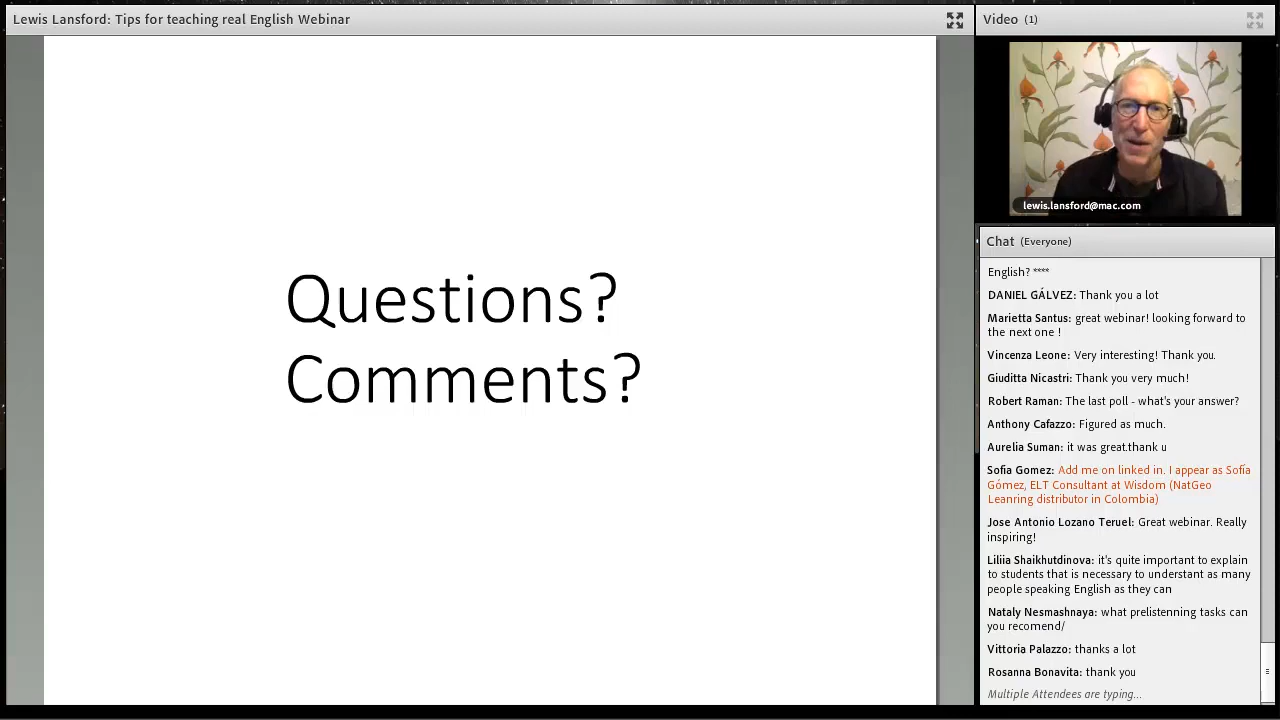 Lewis Lansford: Tips for teaching real English Webinar
Questions?
Comments?
Video (1)
lewis.lansford@mac.com
Chat (Everyone)
English? ****
DANIEL GÁLVEZ: Thank you a lot
Marietta Santus: great webinar! looking forward to
the next one !
Vincenza Leone: Very interesting! Thank you.
Giuditta Nicastri: Thank you very much!
Robert Raman: The last poll - what's your answer?
Anthony Cafazzo: Figured as much.
Aurelia Suman: it was great.thank u
Sofia Gomez: Add me on linked in. I appear as Sofía
Gómez, ELT Consultant at Wisdom (NatGeo
Leanring distributor in Colombia)
Jose Antonio Lozano Teruel: Great webinar. Really
inspiring!
Liliia Shaikhutdinova: it's quite important to explain
to students that is necessary to understant as many
people speaking English as they can
Nataly Nesmashnaya: what prelistenning tasks can
you recomend/
Vittoria Palazzo: thanks a lot
Rosanna Bonavita: thank you
Multiple Attendees are typing...